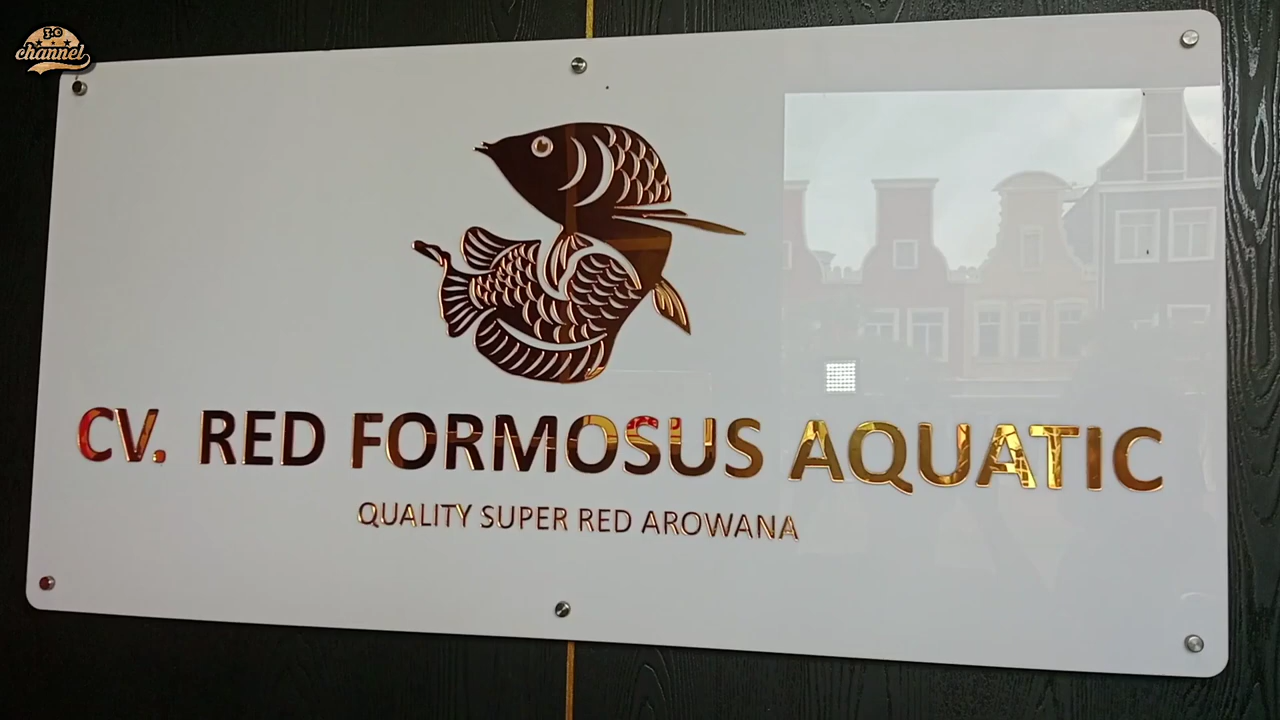 channel
CV. RED FORMOSUS AQUATIC
QUALITY SUPER RED AROWANA